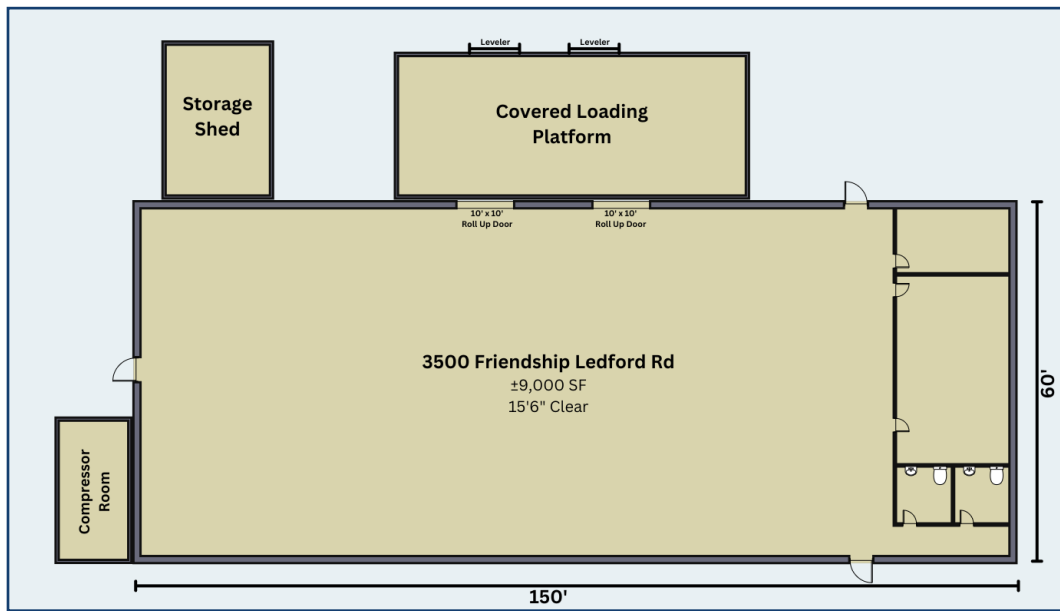 Leveler
Leveler
Storage
Shed
Covered Loading
Platform
10' x 10'
Roll Up Door
10' x 10'
Roll Up Door
3500 Friendship Ledford Rd
±9,000 SF
15'6" Clear
60'
Compressor
Room
150'